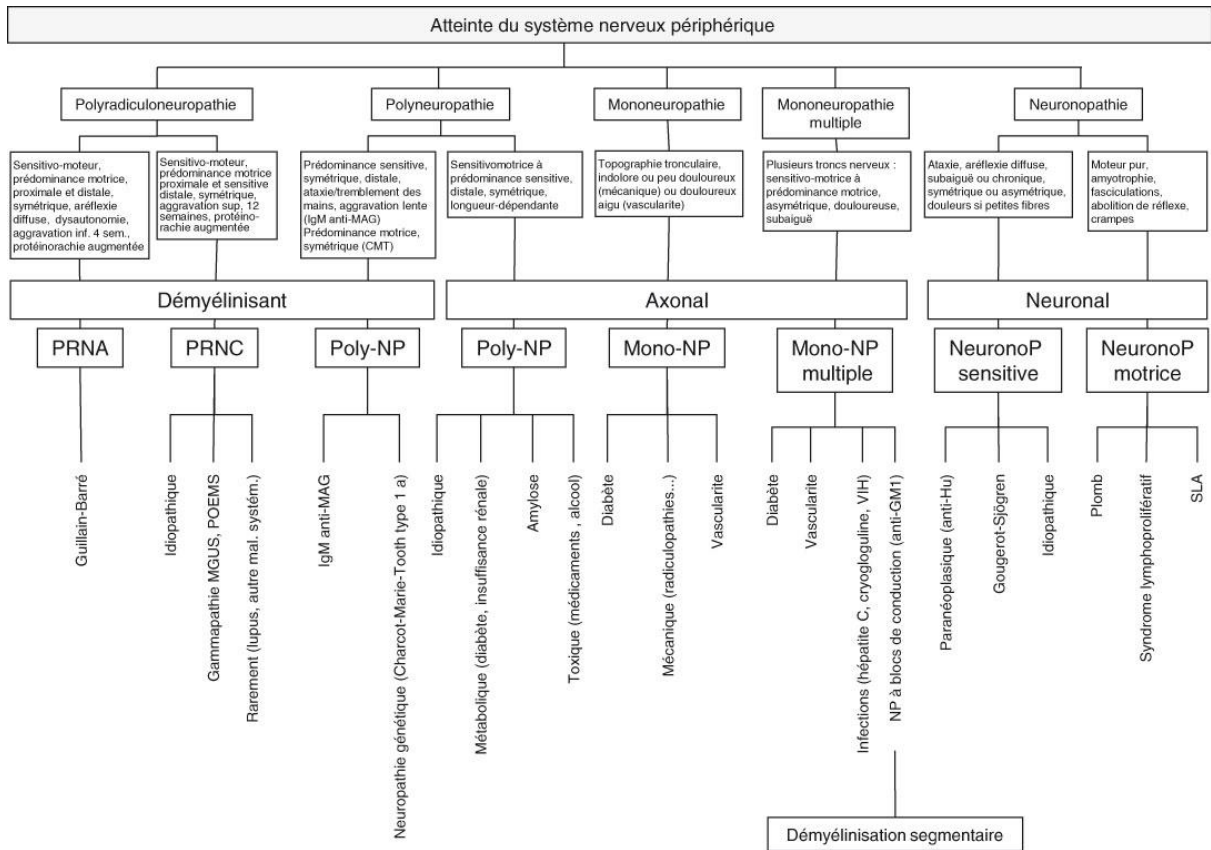 Atteinte du système nerveux périphérique
Polyradiculoneuropathie
Polyneuropathie
Mononeuropathie
Mononeuropathie
multiple
Neuronopathie
Sensitivo-moteur,
prédominance motrice,
proximale et distale,
symétrique, aréflexie
diffuse, dysautonomie,
aggravation inf. 4 sem.,
protéinorachie augmentée
Sensitivo-moteur,
prédominance motrice
proximale et sensitive
distale, symétrique,
aggravation sup, 12
semaines, protéino-
rachie augmentée
Prédominance sensitive,
symétrique, distale,
ataxie/tremblement des
mains, aggravation lente
(IgM anti-MAG)
Prédominance motrice,
symétrique (CMT)
Sensitivomotrice à
prédominance sensitive,
distale, symétrique,
longueur-dépendante
Topographie tronculaire,
indolore ou peu douloureux
(mécanique) ou douloureux
aigu (vascularite)
Plusieurs troncs nerveux :
sensitivo-motrice à
prédominance motrice,
asymétrique, douloureuse,
subaiguë
Ataxie, aréflexie diffuse,
subaiguë ou chronique,
symétrique ou asymétrique,
douleurs si petites fibres
Moteur pur,
amyotrophie,
fasciculations,
abolition de réflexe,
crampes
Démyélinisant
Axonal
Neuronal
PRNA
PRNC
Poly-NP
Poly-NP
Mono-NP
Mono-NP
multiple
NeuronoP
sensitive
NeuronoP
motrice
Guillain-Barré
Idiopathique
Gammapathie MGUS, POEMS
Rarement (lupus, autre mal. systém.)
IgM anti-MAG
Neuropathie génétique (Charcot-Marie-Tooth type 1 a)
Idiopathique
Métabolique (diabète, insuffisance rénale)
Amylose
Toxique (médicaments , alcool)
Diabète
Mécanique (radiculopathies...)
Vascularite
Diabète
Vascularite
Infections (hépatite C, cryogloguline, VIH)
NP à blocs de conduction (anti-GM1)
Paranéoplasique (anti-Hu)
Gougerot-Sjögren
Idiopathique
Plomb
Syndrome lymphoprolifératif
SLA
Démyélinisation segmentaire